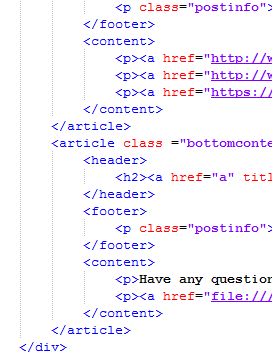 <p class="postinfo">
</footer>
<content>
<p><a href="http://w
<p><a href="http://w
<p><a href="https://
</content>
</article>
<article class ="bottomconte
<header>
<h2><a href="a" titl
</header>
<footer>
<p class="postinfo">
</footer>
<content>
<p>Have any question
<p><a href="file:///
</content>
</article>
</div>